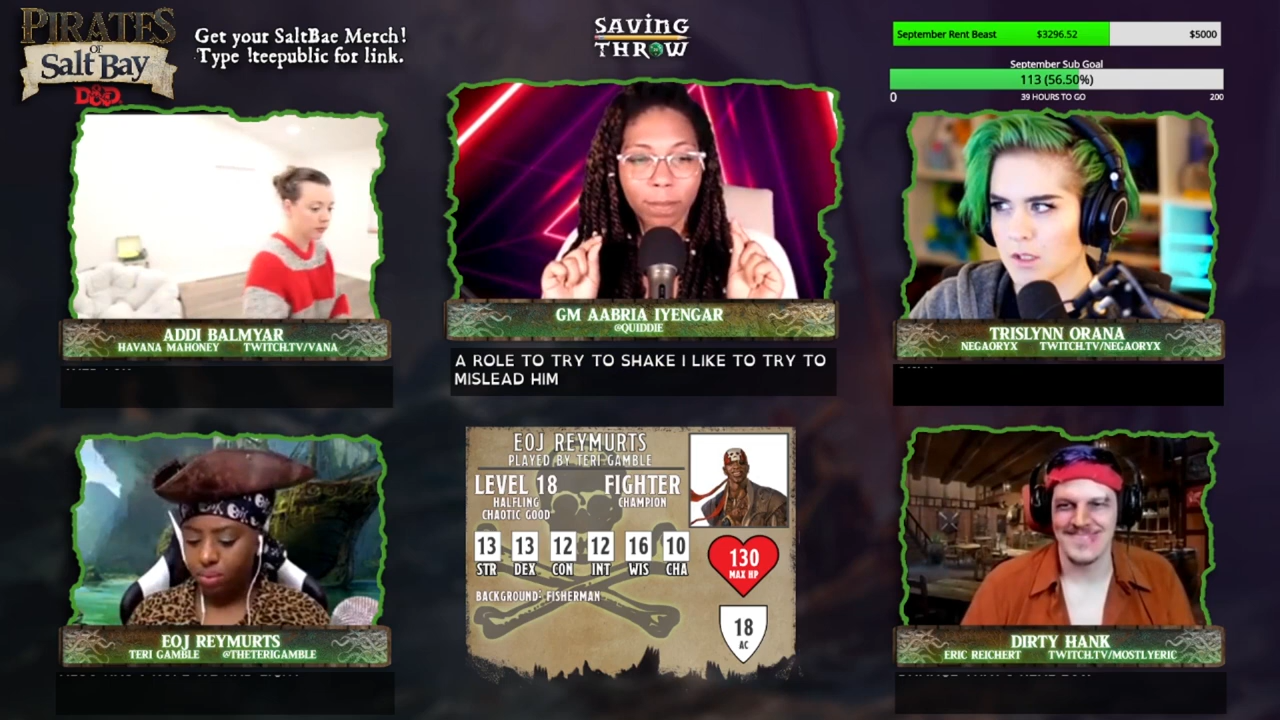 PIRATES
OF
Salt Bay
D&D
Get your SaltBae Merch!
Type !teepublic for link.
SAVING
THROW
September Rent Beast $3296.52 $5000
September Sub Goal
113 (56.50%)
0 39 HOURS TO GO 200
ADDI BALMYAR
HAVANA MAHONEY TWITCH.TV/VANA
GM AABRIA IYENGAR
@QUIDDIE
A ROLE TO TRY TO SHAKE I LIKE TO TRY TO
MISLEAD HIM
TRISLYNN ORANA
NEGAORYX TWITCH.TV/NEGAORYX
EOJ REYMURTS
TERI GAMBLE @THETERIGAMBLE
EOJ REYMURTS
PLAYED BY TERI GAMBLE
LEVEL 18 FIGHTER
HALFLING CHAMPION
CHAOTIC GOOD
13 13 12 12 16 10
STR DEX CON INT WIS CHA
BACKGROUND: FISHERMAN
130
MAX HP
18
AC
DIRTY HANK
ERIC REICHERT TWITCH.TV/MOSTLYERIC